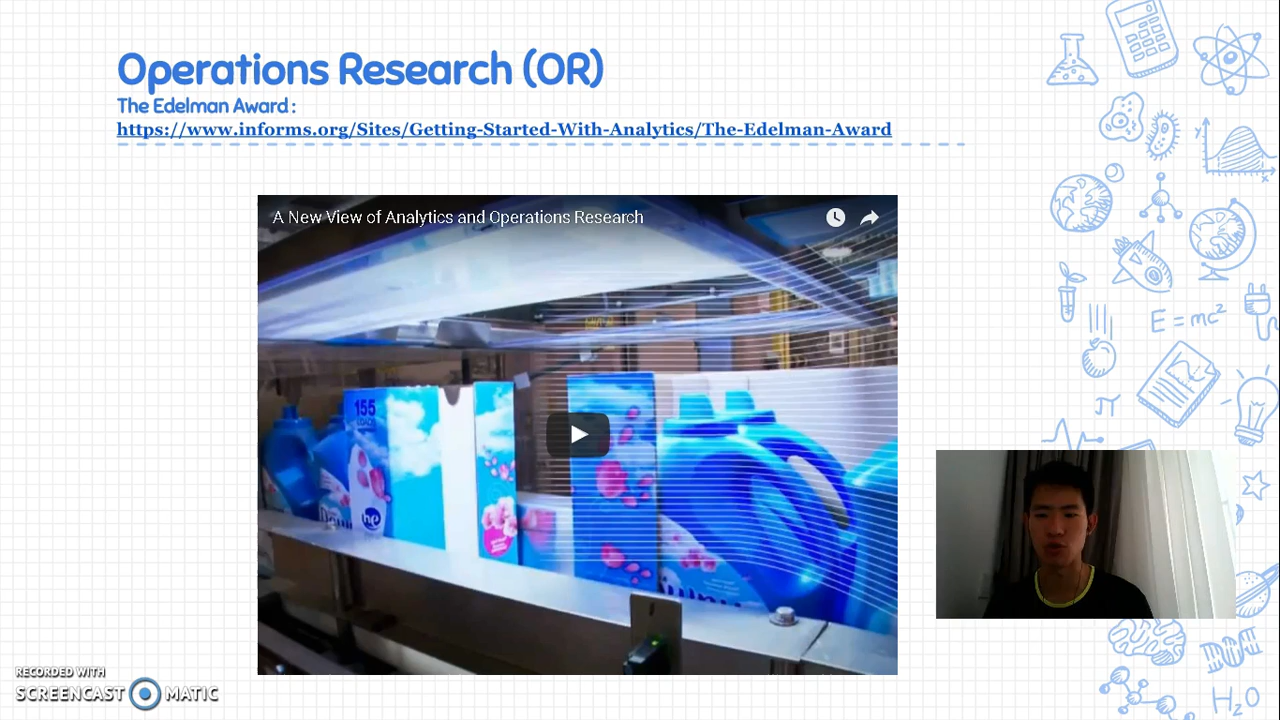 Operations Research (OR)
The Edelman Award :
https://www.informs.org/Sites/Getting-Started-With-Analytics/The-Edelman-Award
A New View of Analytics and Operations Research
155
he
y
x
E = mc²
π
RECORDED WITH
SCREENCAST MATIC
H₂O